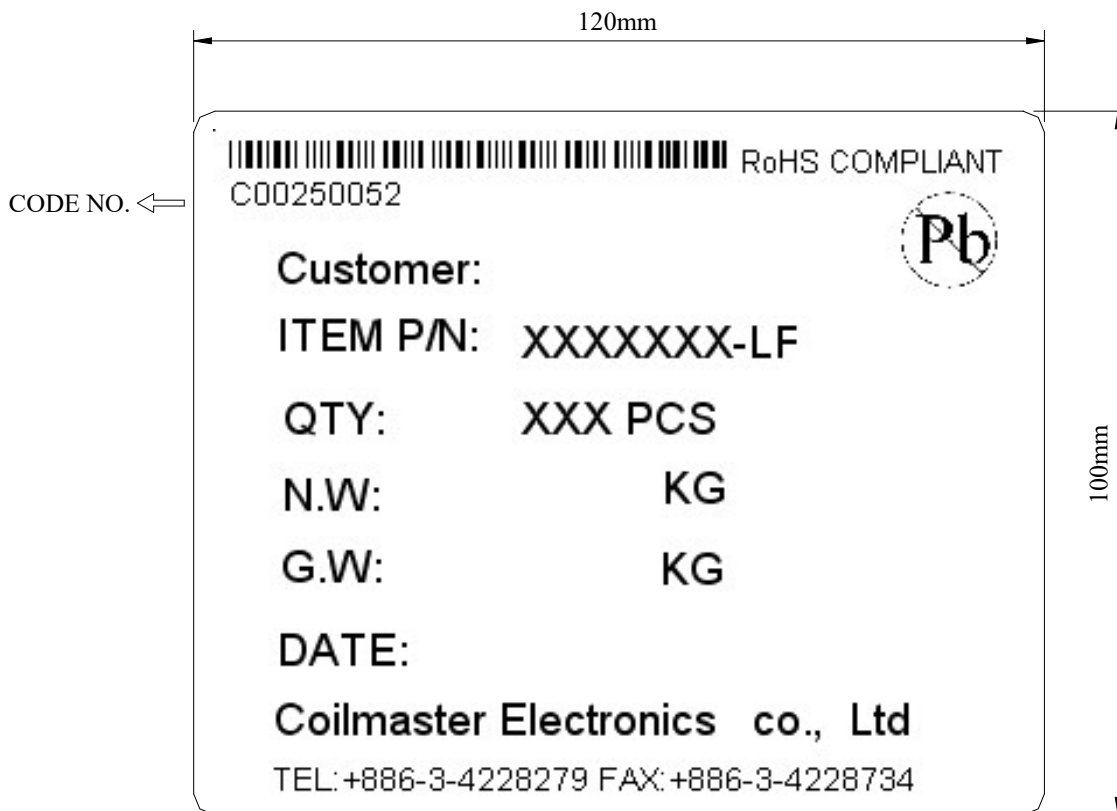 120mm
RoHS COMPLIANT
C00250052
CODE NO.
Pb
Customer:
ITEM P/N: XXXXXXX-LF
QTY: XXX PCS
N.W: KG
G.W: KG
100mm
DATE:
Coilmaster Electronics co., Ltd
TEL:+886-3-4228279 FAX:+886-3-4228734